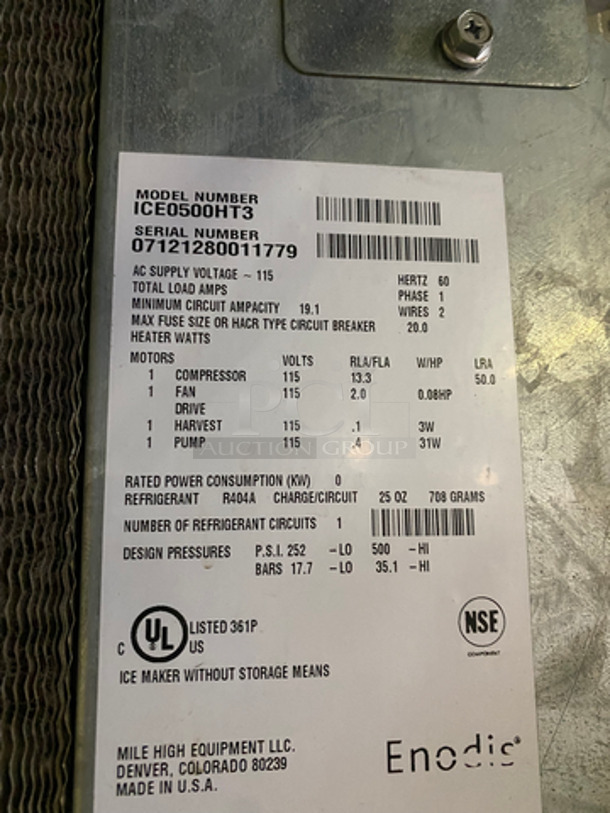 MODEL NUMBER
ICE0500HT3
SERIAL NUMBER
07121280011779
AC SUPPLY VOLTAGE ~ 115 HERTZ 60
TOTAL LOAD AMPS PHASE 1
MINIMUM CIRCUIT AMPACITY 19.1 WIRES 2
MAX FUSE SIZE OR HACR TYPE CIRCUIT BREAKER 20.0
HEATER WATTS
MOTORS VOLTS RLA/FLA W/HP LRA
1 COMPRESSOR 115 13.3 50.0
1 FAN 115 2.0 0.08HP
DRIVE
1 HARVEST 115 .1 3W
1 PUMP 115 .4 31W
PCI
AUCTION GROUP
RATED POWER CONSUMPTION (KW) 0 1
REFRIGERANT R404A CHARGE/CIRCUIT 25 OZ 708 GRAMS
NUMBER OF REFRIGERANT CIRCUITS 1
DESIGN PRESSURES P.S.I. 252 -LO 500 -HI
BARS 17.7 -LO 35.1 -HI
C UL LISTED 361P US
NSF
COMPONENT
ICE MAKER WITHOUT STORAGE MEANS
MILE HIGH EQUIPMENT LLC.
DENVER, COLORADO 80239
MADE IN U.S.A.
Enodis®